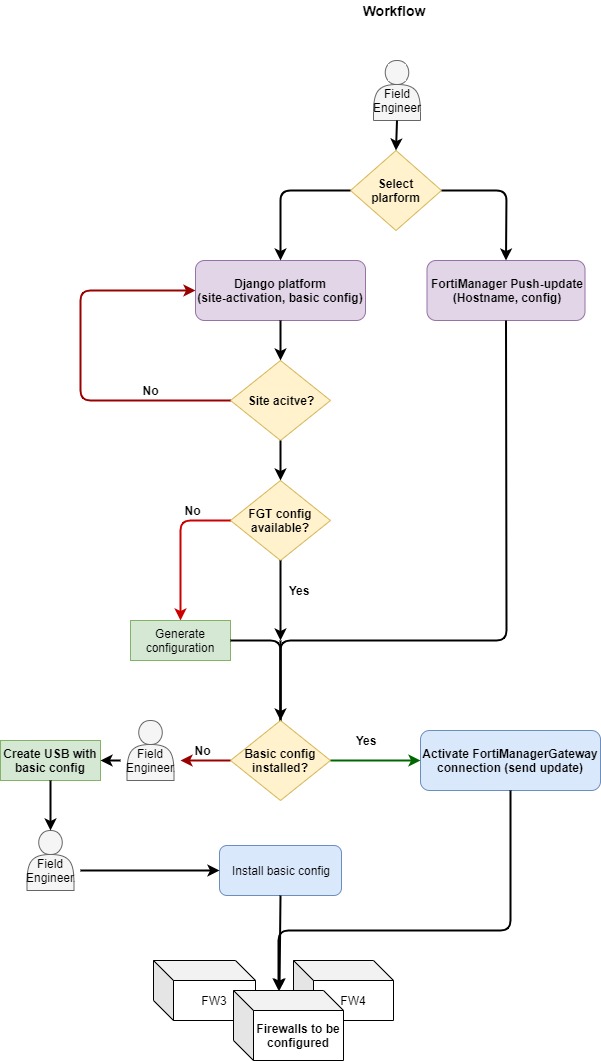 Workflow
Field
Engineer
Select
plarform
Django platform
(site-activation, basic config)
FortiManager Push-update
(Hostname, config)
No
Site acitve?
No
FGT config
available?
Yes
Generate
configuration
Create USB with
basic config
Field
Engineer
No
Basic config
installed?
Yes
Activate FortiManagerGateway
connection (send update)
Field
Engineer
Install basic config
FW3
FW4
Firewalls to be
configured